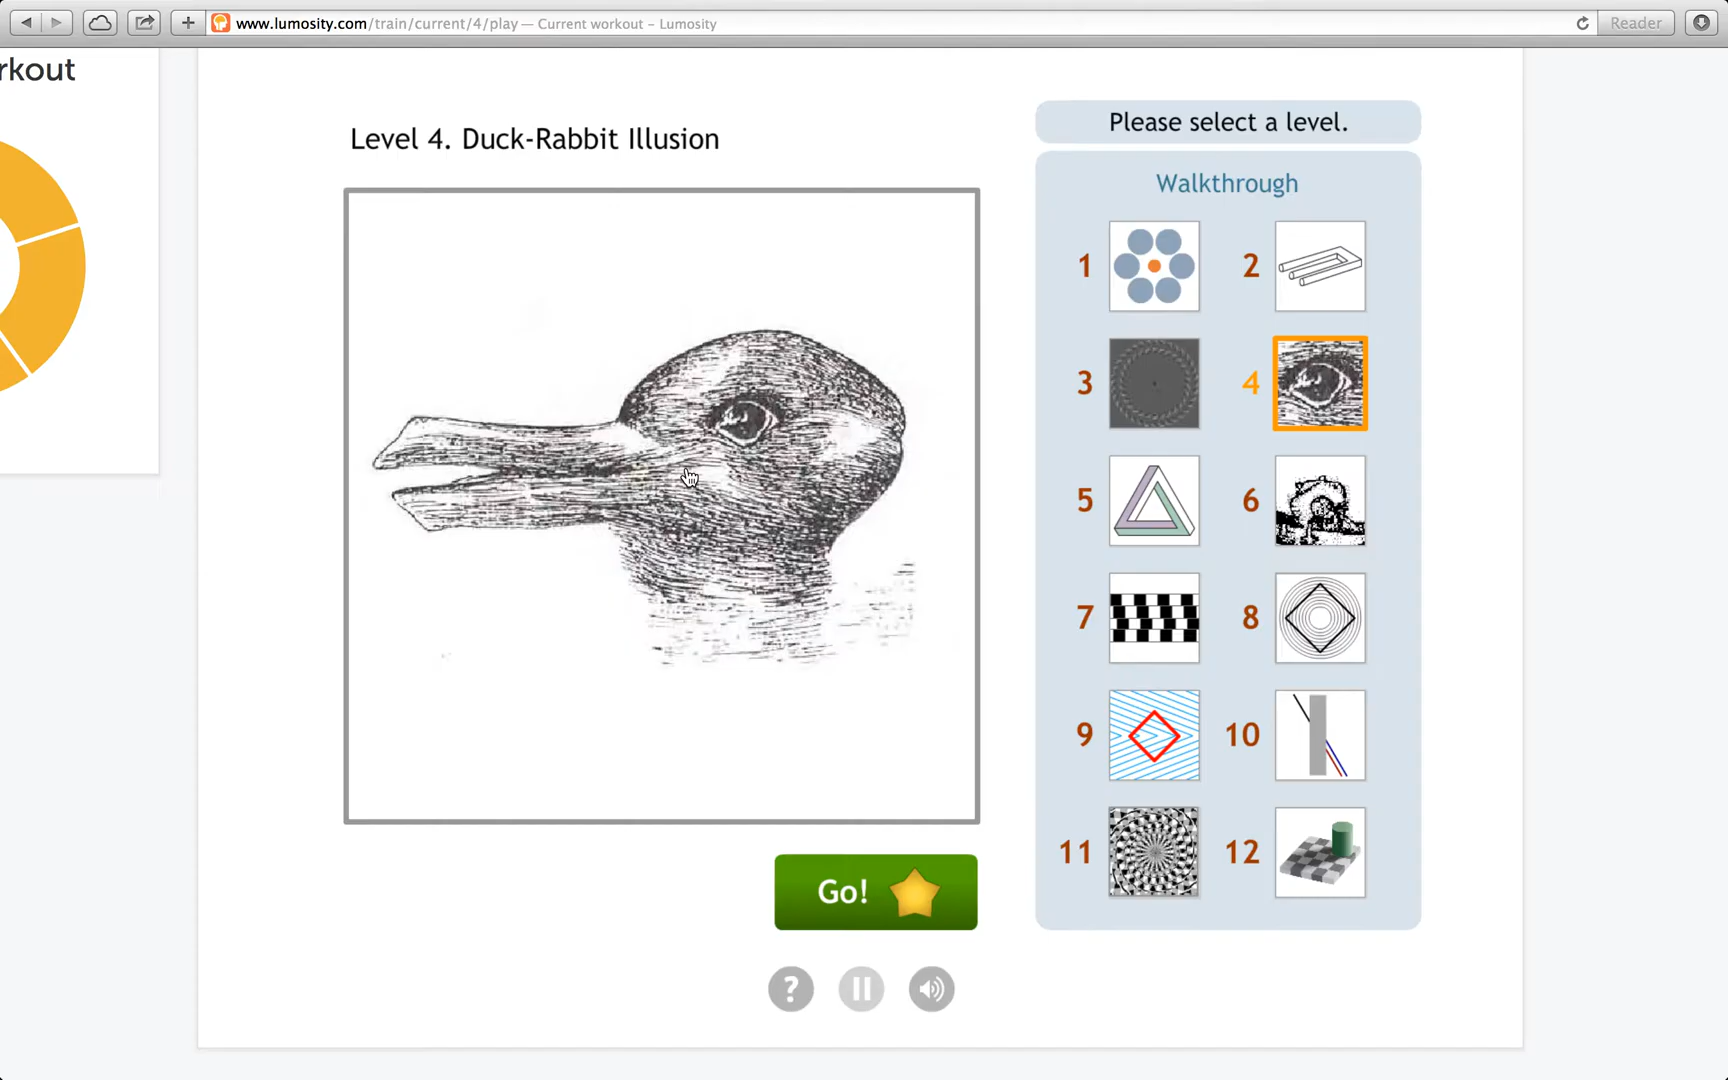 www.lumosity.com/train/current/4/play — Current workout – Lumosity
Reader
rkout
Level 4. Duck-Rabbit Illusion
Please select a level.
Walkthrough
1
2
3
4
5
6
7
8
9
10
11
12
Go!
?